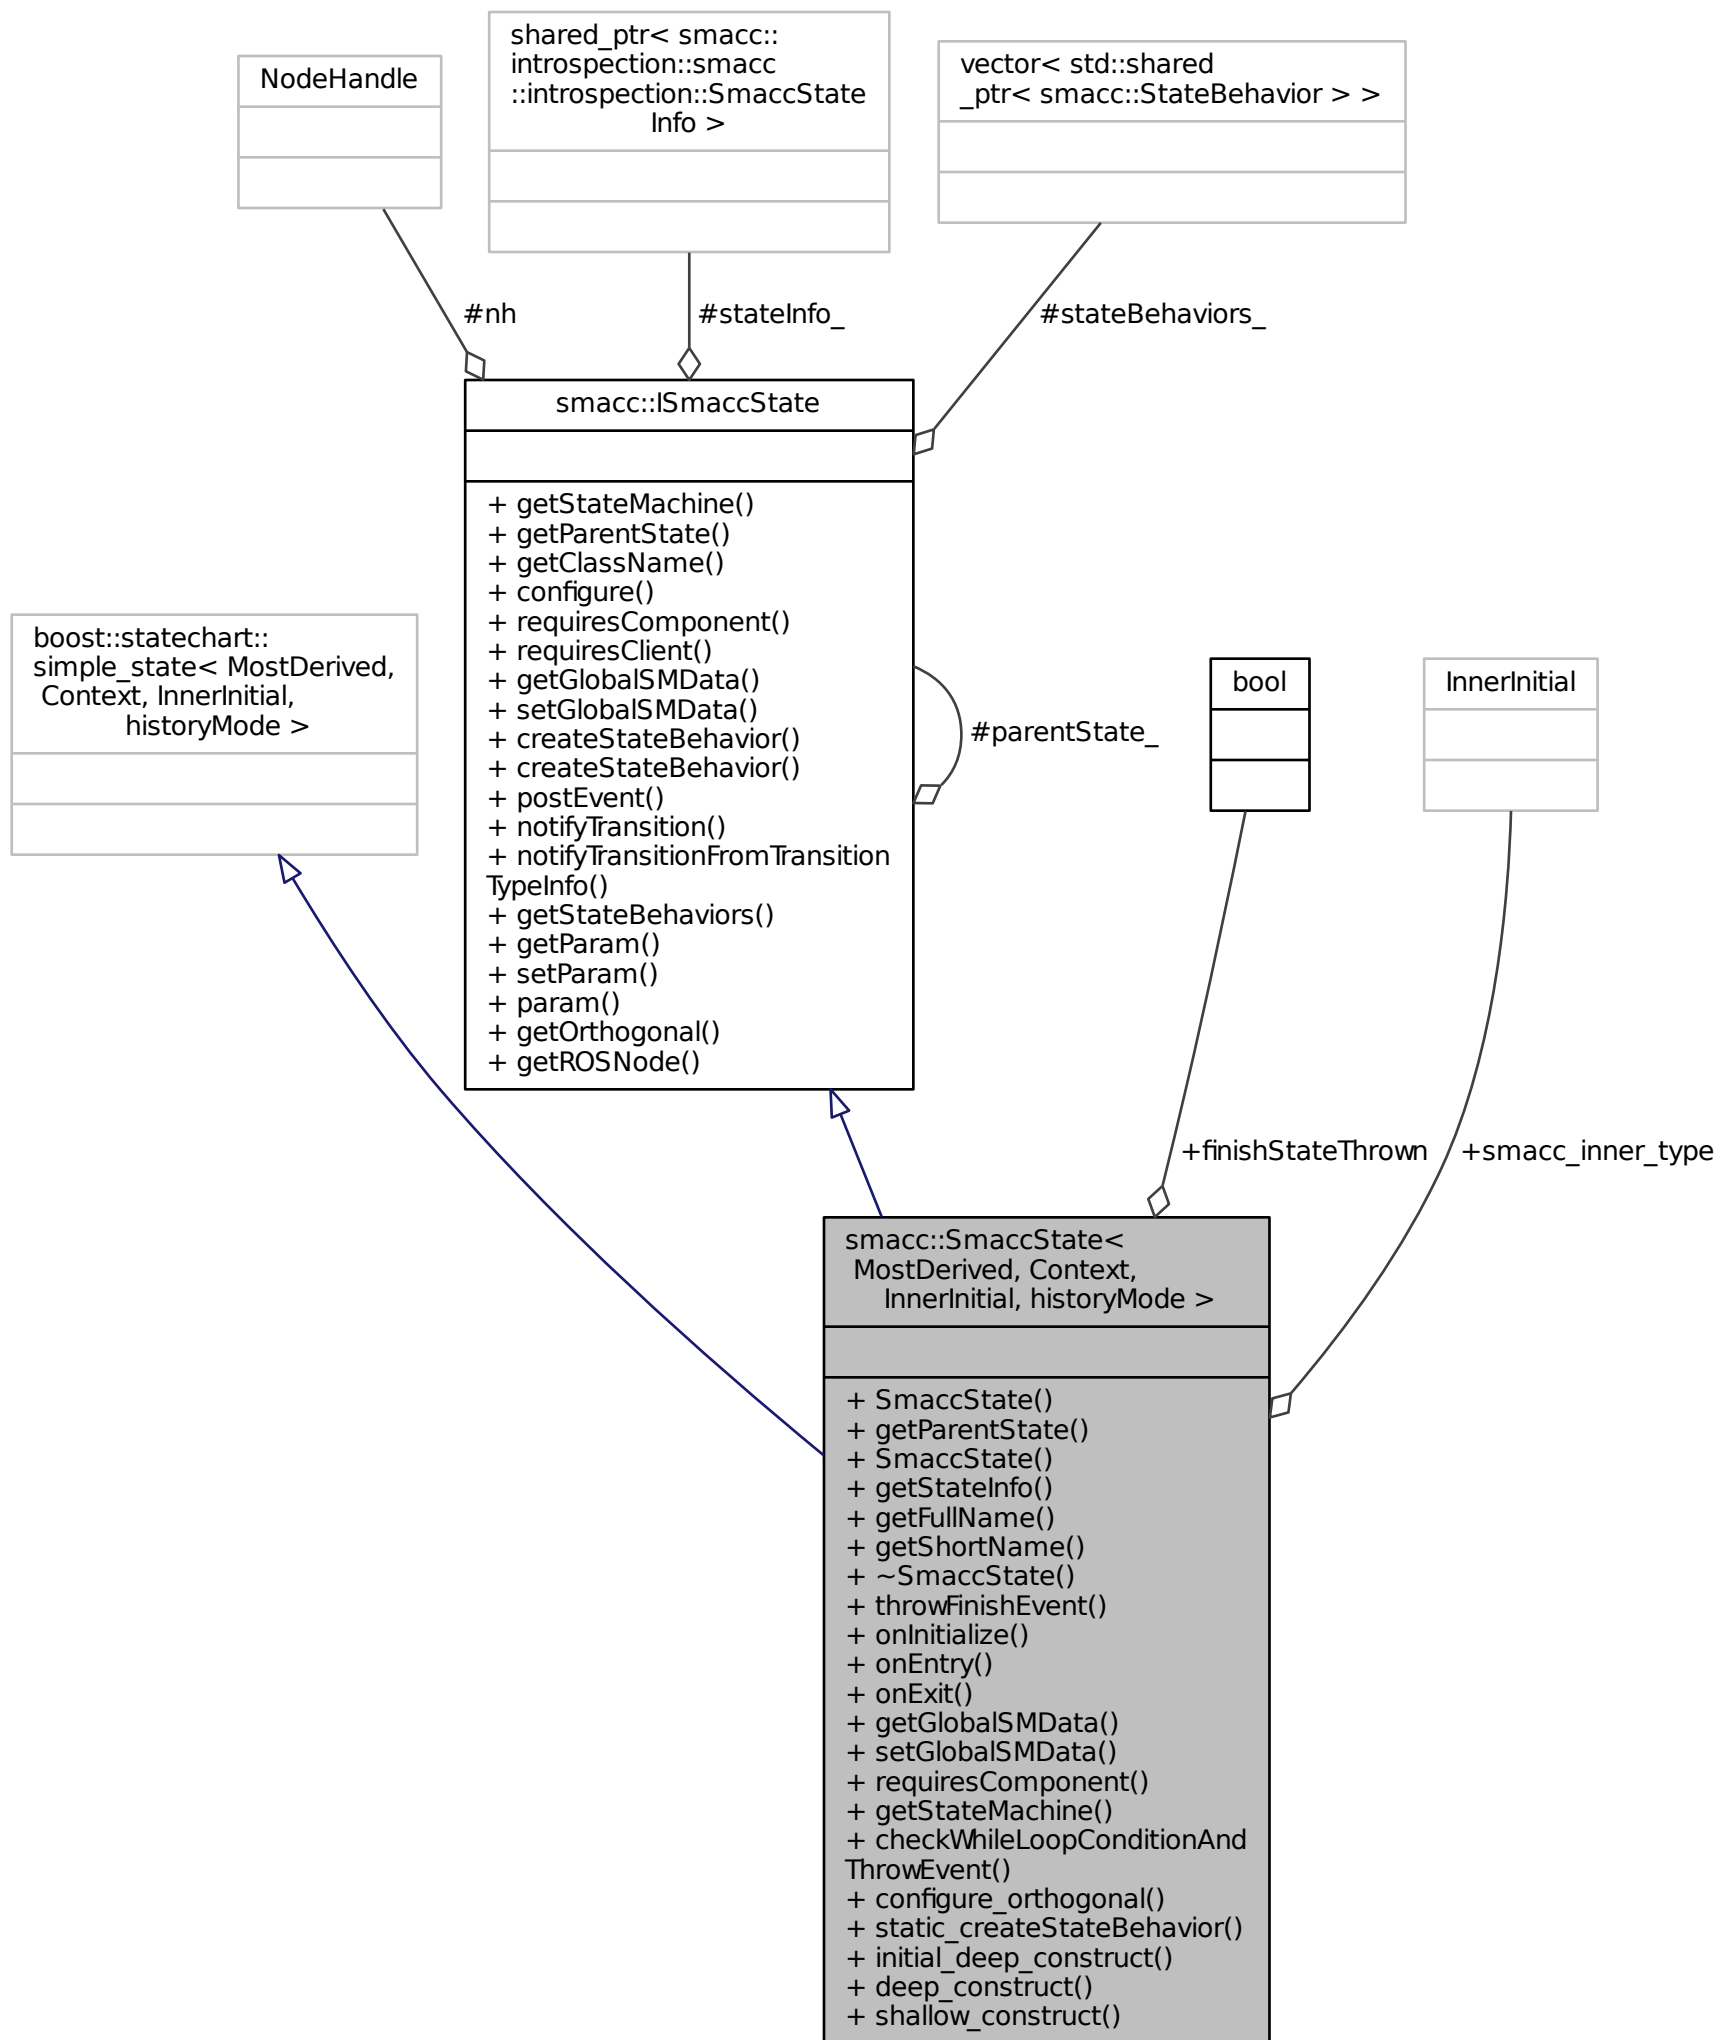 shared_ptr< smacc::
introspection::smacc
::introspection::SmaccState
Info >
NodeHandle
vector< std::shared
_ptr< smacc::StateBehavior > >
#nh
#stateInfo_
#stateBehaviors_
smacc::ISmaccState
+ getStateMachine()
+ getParentState()
+ getClassName()
+ configure()
+ requiresComponent()
+ requiresClient()
+ getGlobalSMData()
+ setGlobalSMData()
+ createStateBehavior()
+ createStateBehavior()
+ postEvent()
+ notifyTransition()
+ notifyTransitionFromTransition
TypeInfo()
+ getStateBehaviors()
+ getParam()
+ setParam()
+ param()
+ getOrthogonal()
+ getROSNode()
boost::statechart::
simple_state< MostDerived,
Context, InnerInitial,
historyMode >
#parentState_
bool
InnerInitial
+finishStateThrown
+smacc_inner_type
smacc::SmaccState<
MostDerived, Context,
InnerInitial, historyMode >
+ SmaccState()
+ getParentState()
+ SmaccState()
+ getStateInfo()
+ getFullName()
+ getShortName()
+ ~SmaccState()
+ throwFinishEvent()
+ onInitialize()
+ onEntry()
+ onExit()
+ getGlobalSMData()
+ setGlobalSMData()
+ requiresComponent()
+ getStateMachine()
+ checkWhileLoopConditionAnd
ThrowEvent()
+ configure_orthogonal()
+ static_createStateBehavior()
+ initial_deep_construct()
+ deep_construct()
+ shallow_construct()